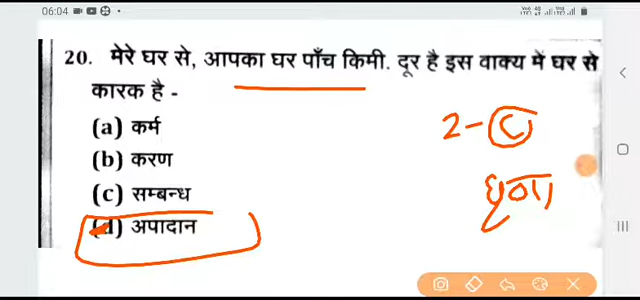 06:04
20. मेरे घर से, आपका घर पाँच किमी. दूर है इस वाक्य में घर से
कारक है -
(a) कर्म
(b) करण
2-C
(c) सम्बन्ध
(d) अपादान